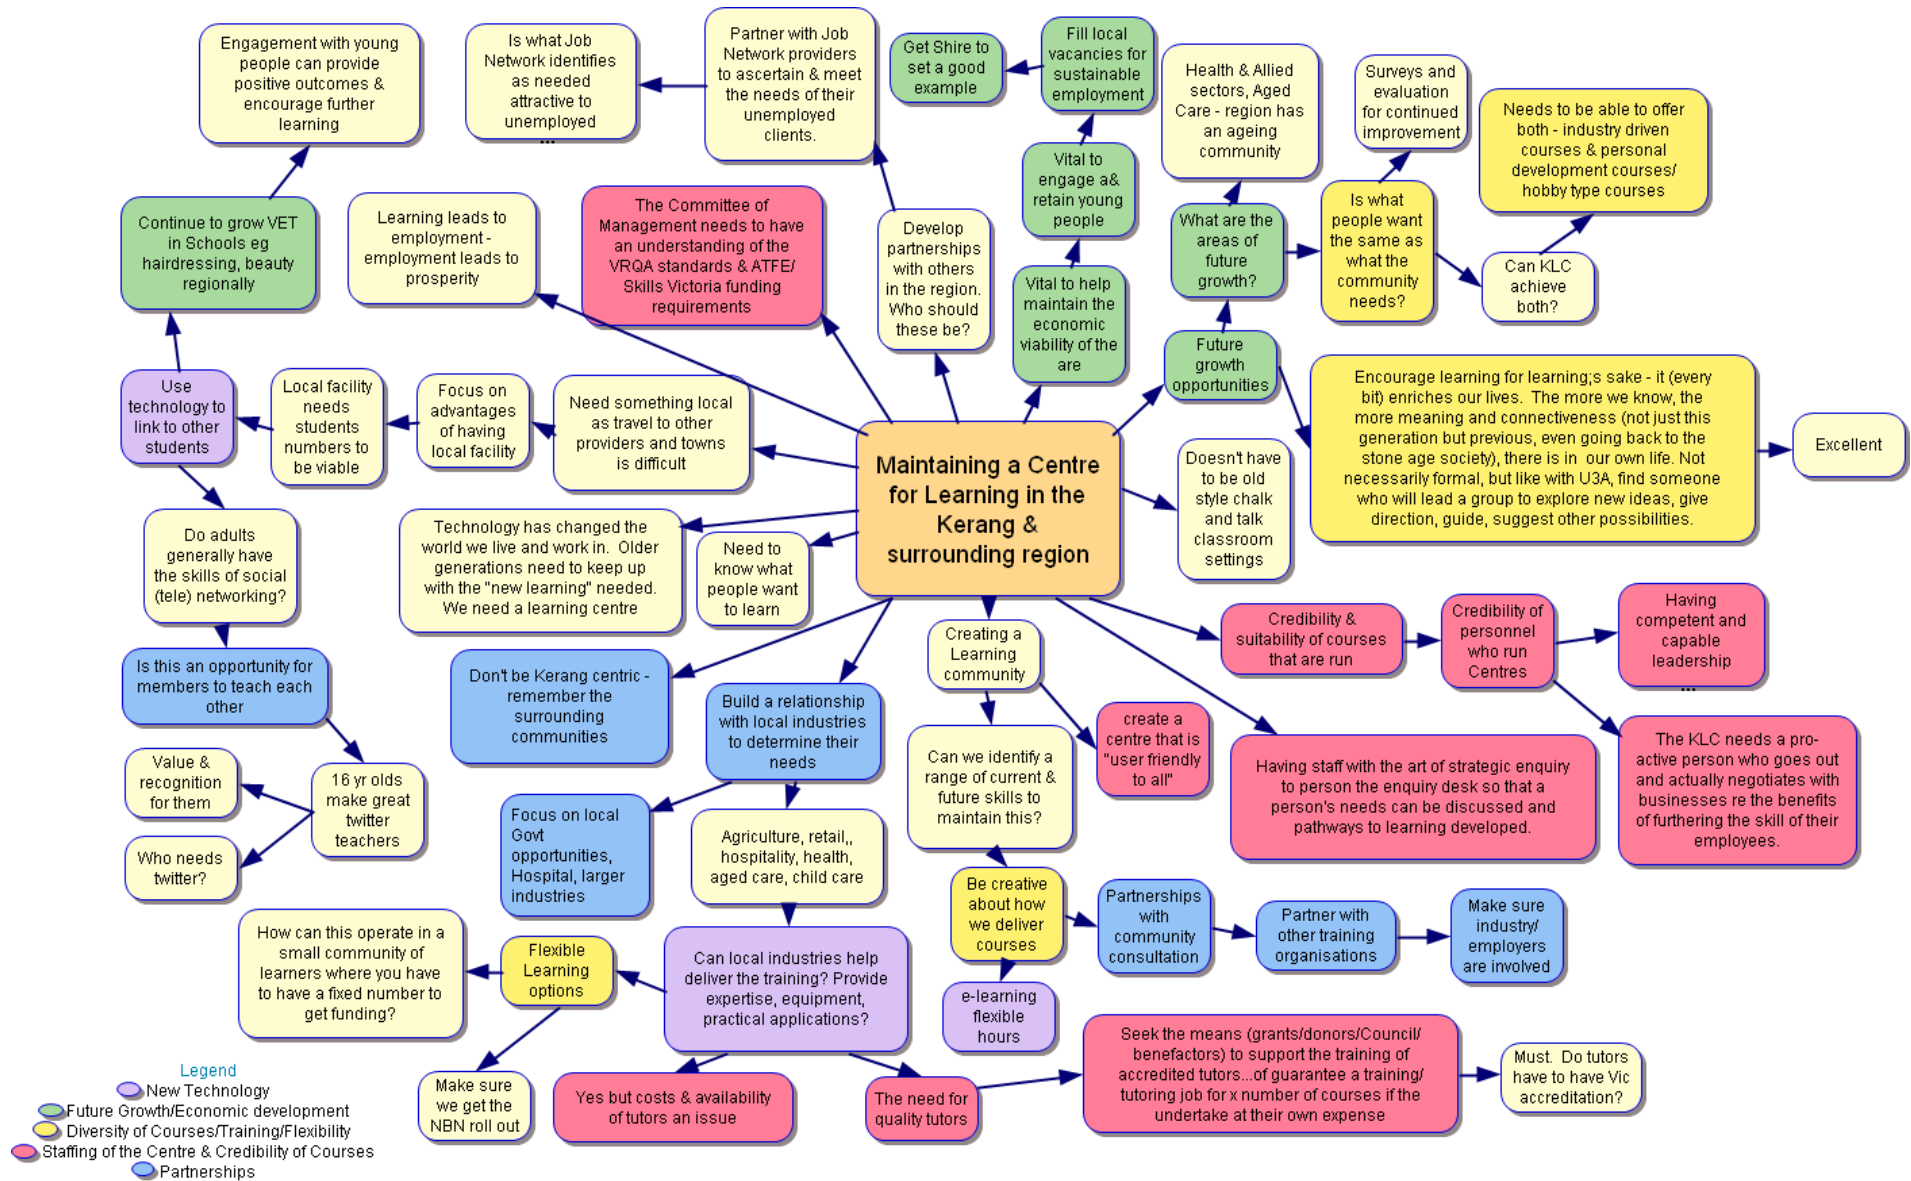 Engagement with young
people can provide
positive outcomes &
encourage further
learning
Is what Job
Network identifies
as needed
attractive to
unemployed
...
Partner with Job
Network providers
to ascertain & meet
the needs of their
unemployed
clients.
Get Shire to
set a good
example
Fill local
vacancies for
sustainable
employment
Health & Allied
sectors, Aged
Care - region has
an ageing
community
Surveys and
evaluation
for continued
improvement
Needs to be able to offer
both - industry driven
courses & personal
development courses/
hobby type courses
Continue to grow VET
in Schools eg
hairdressing, beauty
regionally
Learning leads to
employment -
employment leads to
prosperity
The Committee of
Management needs to have
an understanding of the
VRQA standards & ATFE/
Skills Victoria funding
requirements
Develop
partnerships
with others
in the region.
Who should
these be?
Vital to
engage a&
retain young
people
Vital to help
maintain the
economic
viability of the
are
What are the
areas of
future
growth?
Is what
people want
the same as
what the
community
needs?
Can KLC
achieve
both?
Future
growth
opportunities
Use
technology to
link to other
students
Local facility
needs
students
numbers to
be viable
Focus on
advantages
of having
local facility
Need something local
as travel to other
providers and towns
is difficult
Maintaining a Centre
for Learning in the
Kerang &
surrounding region
Doesn't have
to be old
style chalk
and talk
classroom
settings
Encourage learning for learning;s sake - it (every
bit) enriches our lives.  The more we know, the
more meaning and connectiveness (not just this
generation but previous, even going back to the
stone age society), there is in  our own life. Not
necessarily formal, but like with U3A, find someone
who will lead a group to explore new ideas, give
direction, guide, suggest other possibilities.
Excellent
Do adults
generally have
the skills of social
(tele) networking?
Technology has changed the
world we live and work in.  Older
generations need to keep up
with the "new learning" needed.
We need a learning centre
Need to
know what
people want
to learn
Is this an opportunity for
members to teach each
other
Don't be Kerang centric -
remember the
surrounding
communities
Build a relationship
with local industries
to determine their
needs
Creating a
Learning
community
Credibility &
suitability of courses
that are run
Credibility of
personnel
who run
Centres
Having
competent and
capable
leadership
...
create a
centre that is
"user friendly
to all"
Can we identify a
range of current &
future skills to
maintain this?
Having staff with the art of strategic enquiry
to person the enquiry desk so that a
person's needs can be discussed and
pathways to learning developed.
The KLC needs a pro-
active person who goes out
and actually negotiates with
businesses re the benefits
of furthering the skill of their
employees.
Value &
recognition
for them
16 yr olds
make great
twitter
teachers
Who needs
twitter?
Focus on local
Govt
opportunities,
Hospital, larger
industries
Agriculture, retail,,
hospitality, health,
aged care, child care
Be creative
about how
we deliver
courses
Partnerships
with
community
consultation
Partner with
other training
organisations
Make sure
industry/
employers
are involved
How can this operate in a
small community of
learners where you have
to have a fixed number to
get funding?
Flexible
Learning
options
Can local industries help
deliver the training? Provide
expertise, equipment,
practical applications?
e-learning
flexible
hours
Make sure
we get the
NBN roll out
Yes but costs & availability
of tutors an issue
The need for
quality tutors
Seek the means (grants/donors/Council/
benefactors) to support the training of
accredited tutors...of guarantee a training/
tutoring job for x number of courses if the
undertake at their own expense
Must.  Do tutors
have to have Vic
accreditation?
Legend
New Technology
Future Growth/Economic development
Diversity of Courses/Training/Flexibility
Staffing of the Centre & Credibility of Courses
Partnerships